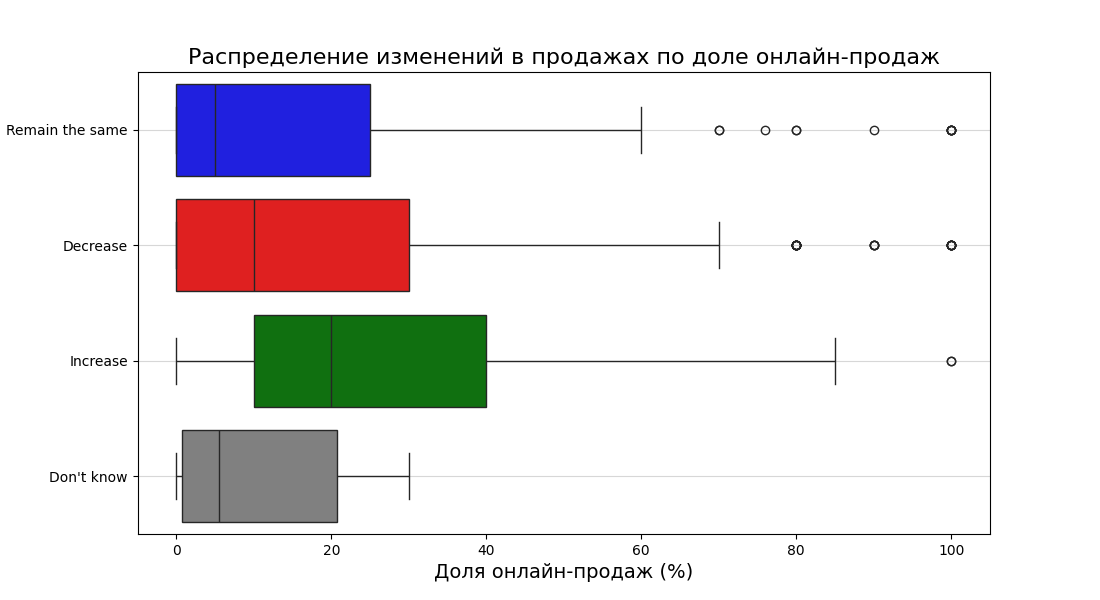 Распределение изменений в продажах по доле онлайн-продаж
Remain the same
Decrease
Increase
Don't know
0 20 40 60 80 100
Доля онлайн-продаж (%)